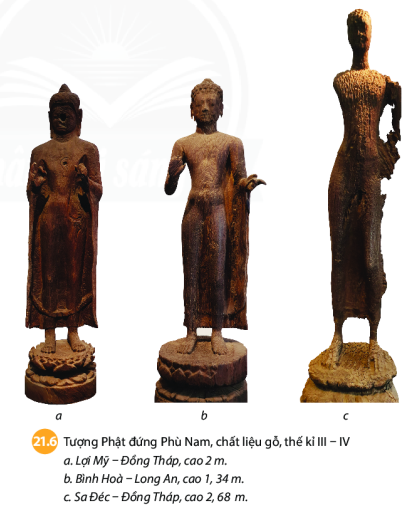 a
b
c
21.6 Tượng Phật đứng Phù Nam, chất liệu gỗ, thế kỉ III – IV
a. Lợi Mỹ – Đồng Tháp, cao 2 m.
b. Bình Hoà – Long An, cao 1, 34 m.
c. Sa Đéc – Đồng Tháp, cao 2, 68 m.